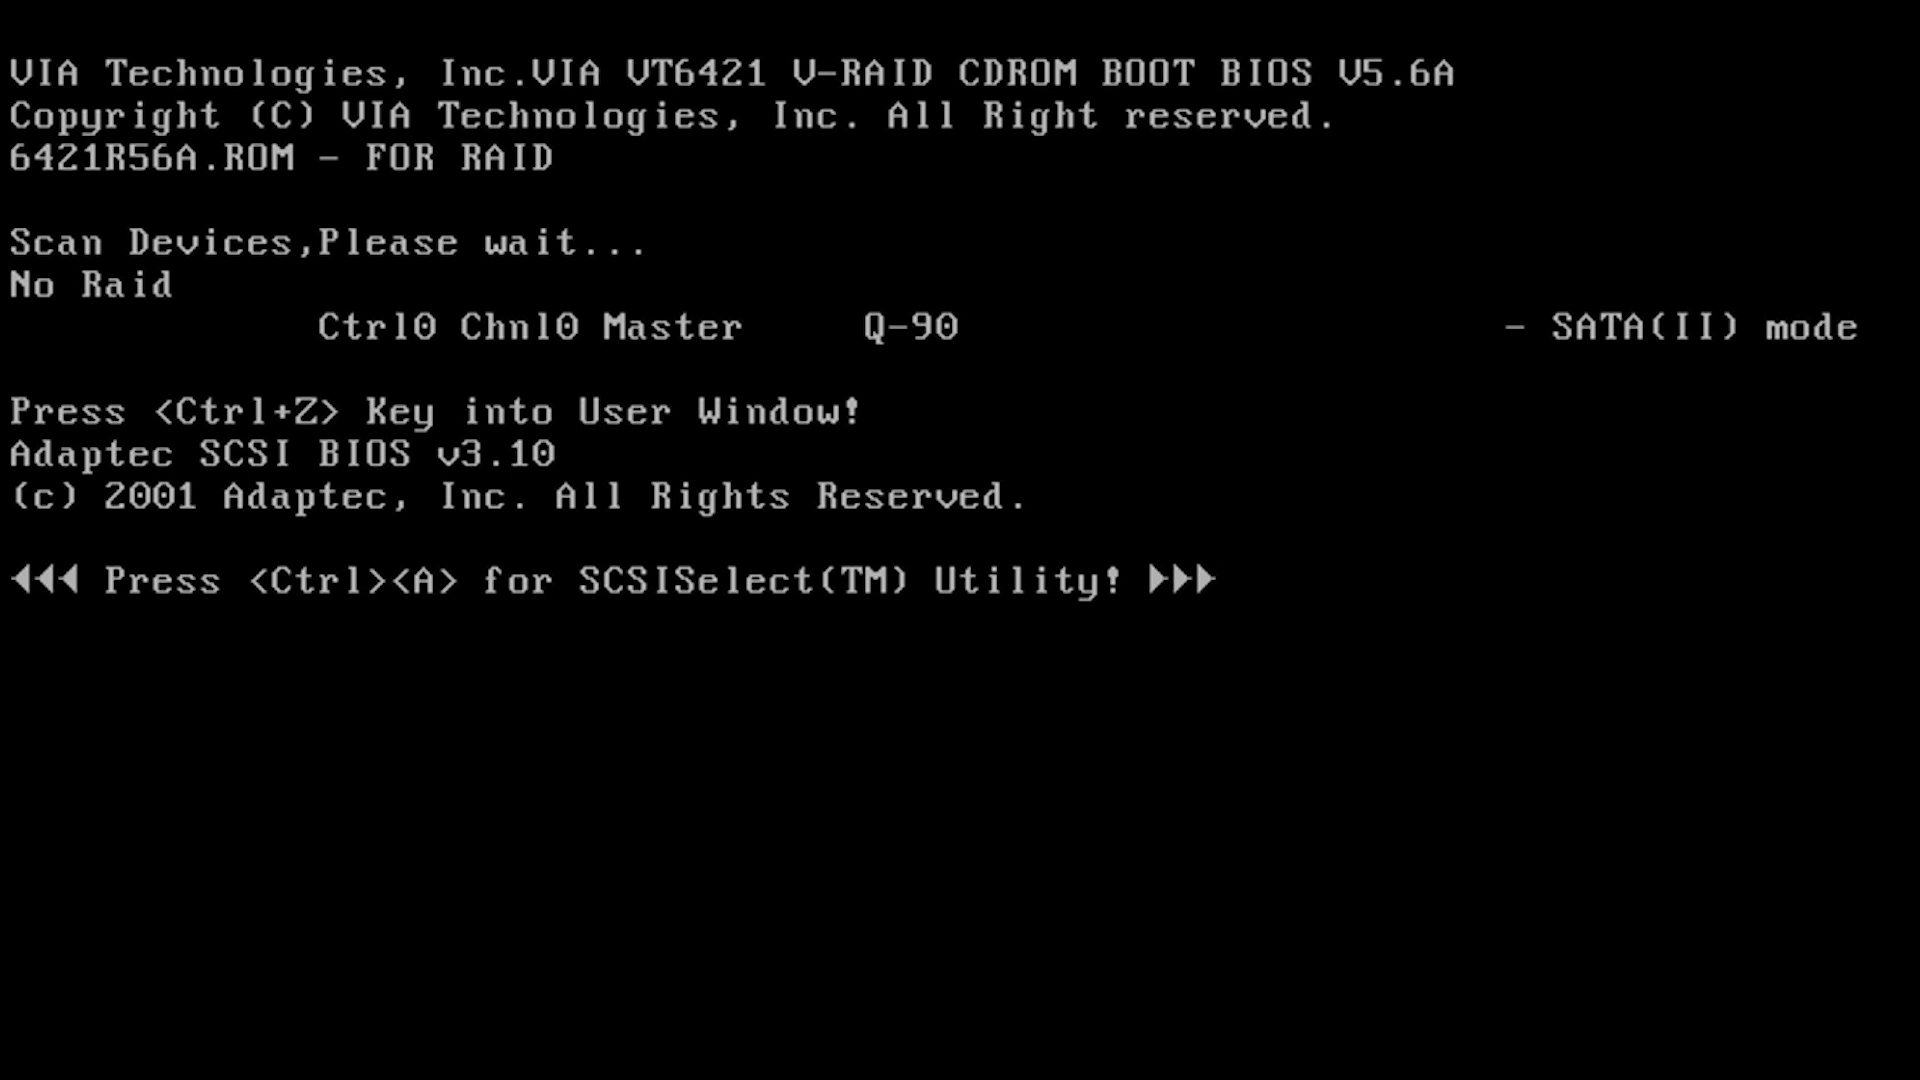 VIA Technologies, Inc.VIA VT6421 V-RAID CDROM BOOT BIOS V5.6A
Copyright (C) VIA Technologies, Inc. All Right reserved.
6421R56A.ROM - FOR RAID
Scan Devices,Please wait...
No Raid
Ctrl0 Chnl0 Master Q-90 - SATA(II) mode
Press <Ctrl+Z> Key into User Window!
Adaptec SCSI BIOS v3.10
(c) 2001 Adaptec, Inc. All Rights Reserved.
◄◄◄ Press <Ctrl><A> for SCSISelect(TM) Utility! ►►►